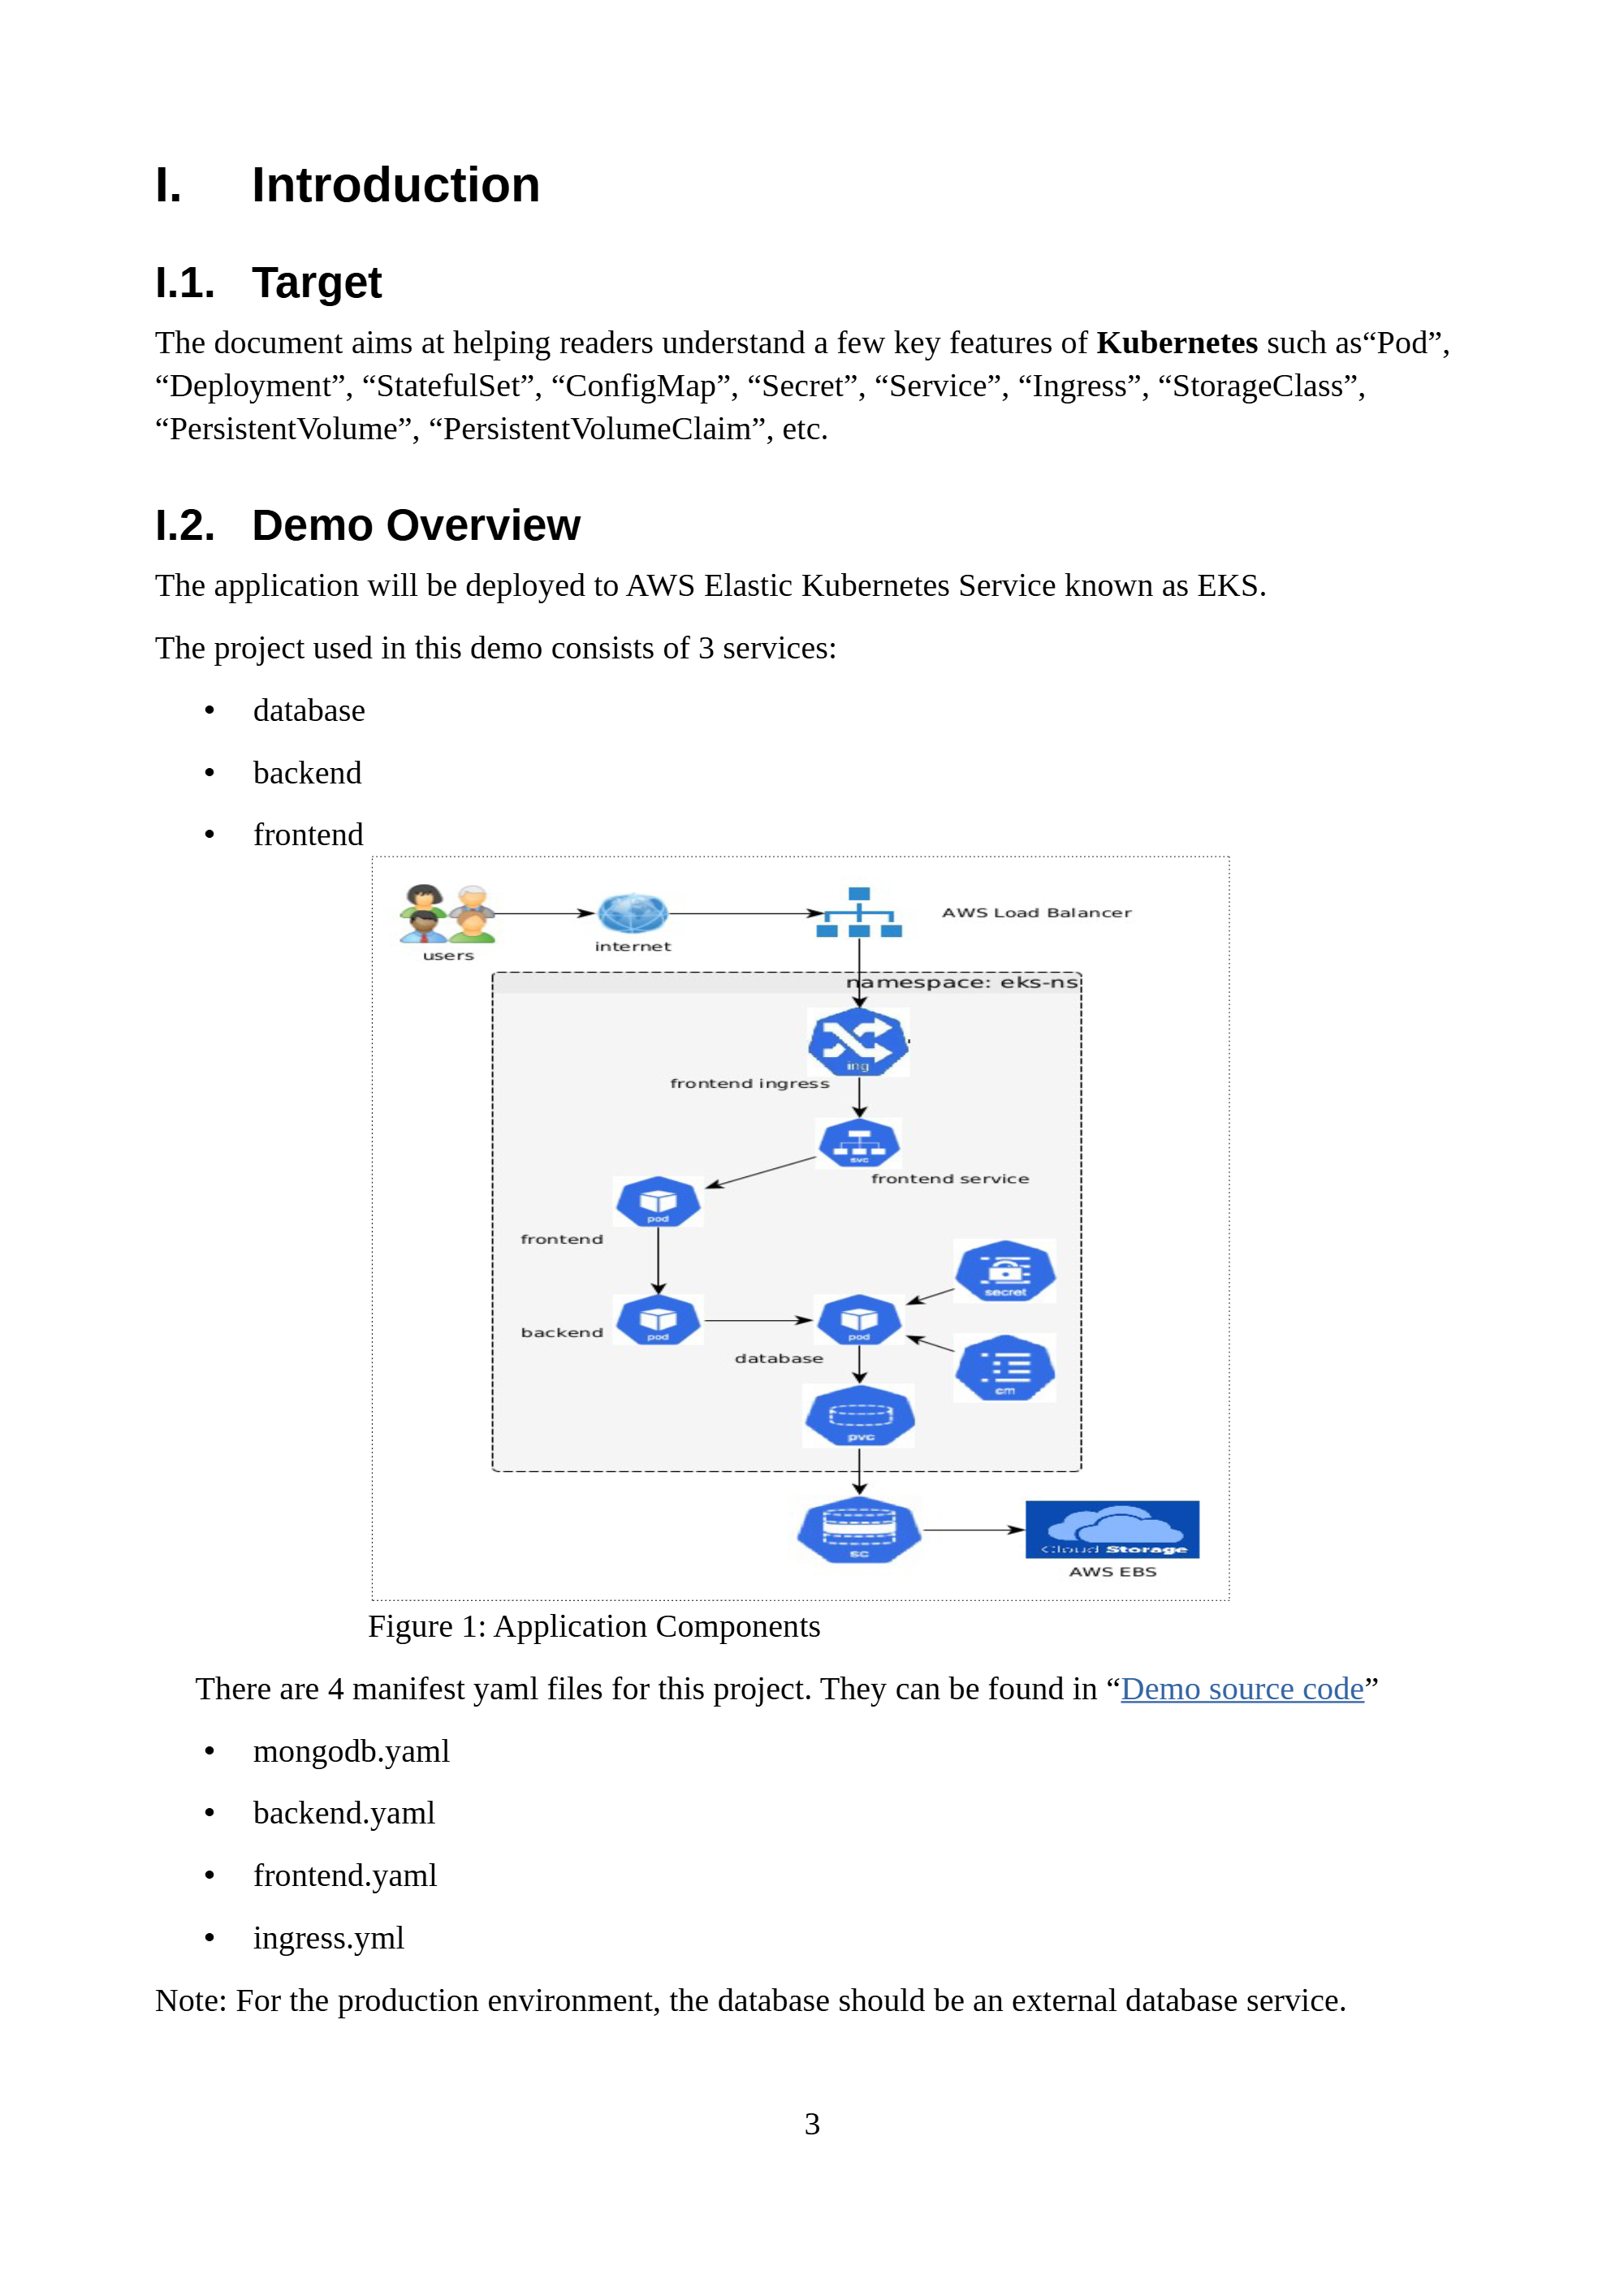 I. Introduction
I.1. Target
The document aims at helping readers understand a few key features of Kubernetes such as“Pod”,
“Deployment”, “StatefulSet”, “ConfigMap”, “Secret”, “Service”, “Ingress”, “StorageClass”,
“PersistentVolume”, “PersistentVolumeClaim”, etc.
I.2. Demo Overview
The application will be deployed to AWS Elastic Kubernetes Service known as EKS.
The project used in this demo consists of 3 services:
• database
• backend
• frontend
users
internet
AWS Load Balancer
namespace: eks-ns
ing
frontend ingress
svc
frontend service
pod
frontend
secret
pod
backend
pod
database
cm
pvc
sc
Cloud Storage
AWS EBS
Figure 1: Application Components
There are 4 manifest yaml files for this project. They can be found in “Demo source code”
• mongodb.yaml
• backend.yaml
• frontend.yaml
• ingress.yml
Note: For the production environment, the database should be an external database service.
3